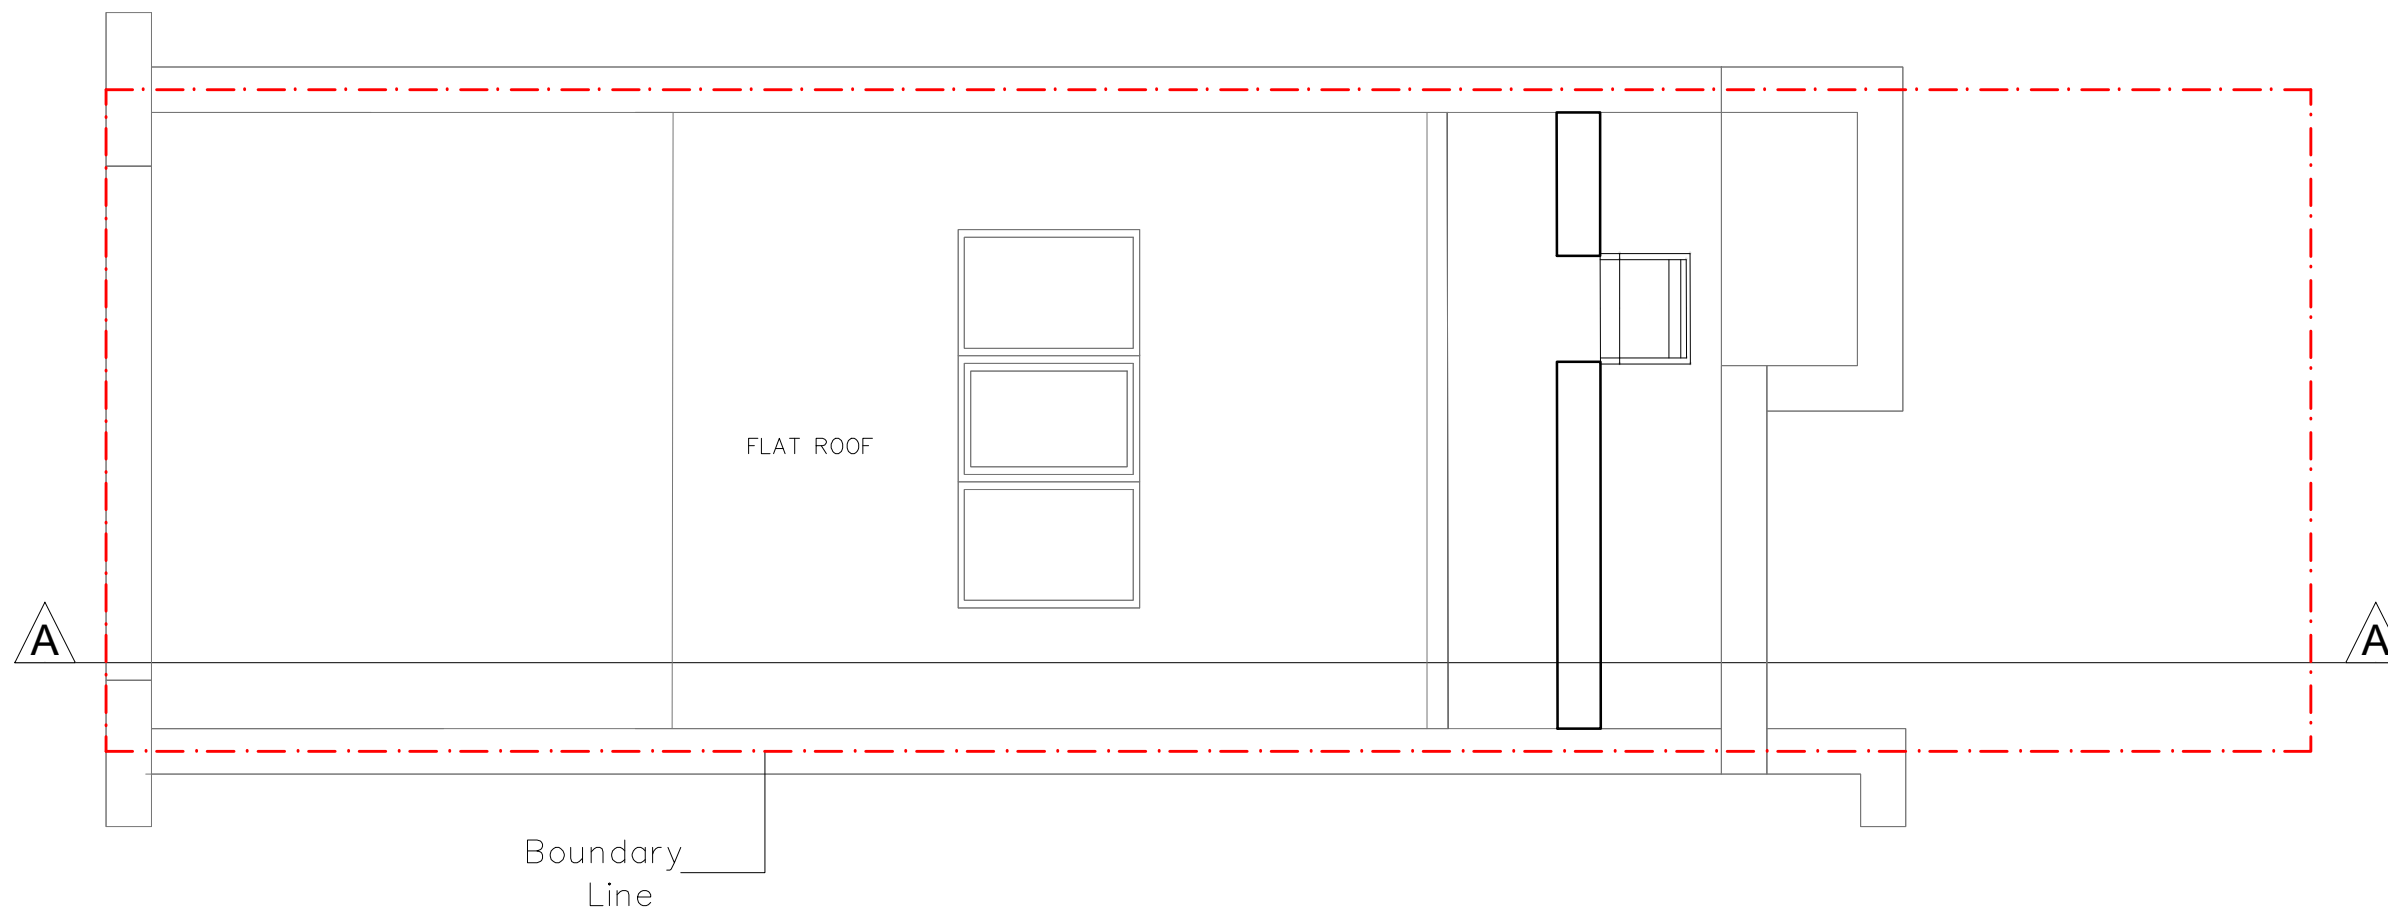 FLAT ROOF
A
A
Boundary
Line